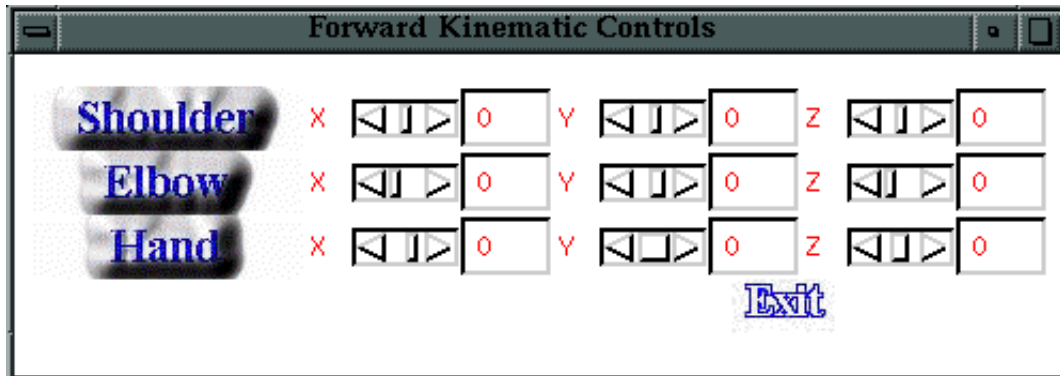 Forward Kinematic Controls
Shoulder X 0 Y 0 Z 0
Elbow X 0 Y 0 Z 0
Hand X 0 Y 0 Z 0
Exit